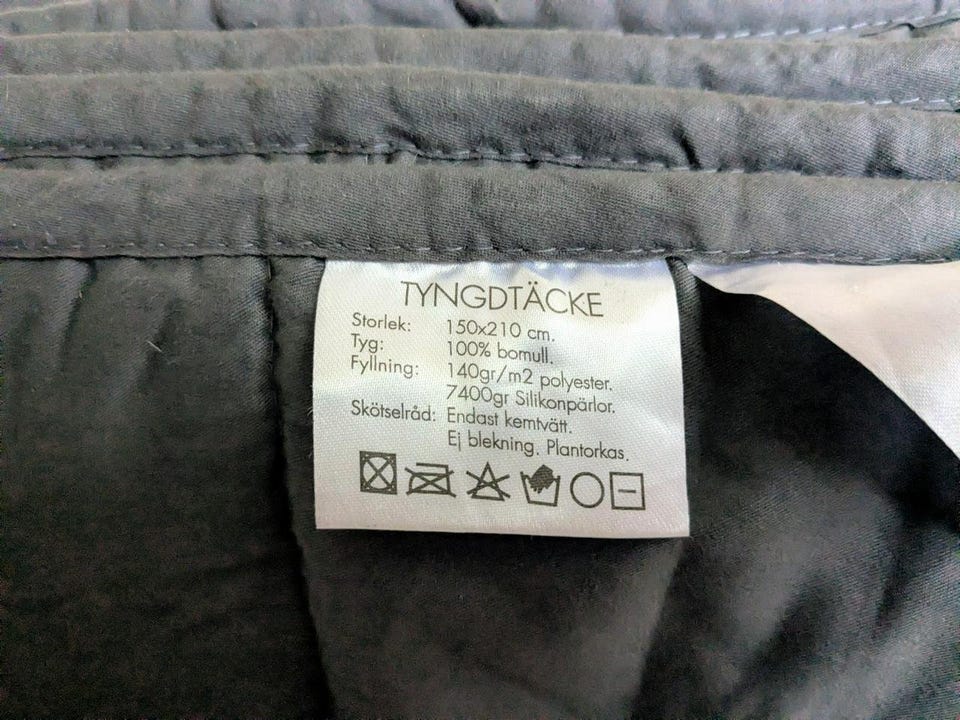 TYNGDTÄCKE
Storlek: 150x210 cm.
Tyg: 100% bomull.
Fyllning: 140gr/m2 polyester.
7400gr Silikonpärlor.
Skötselråd: Endast kemtvätt.
Ej blekning. Plantorkas.